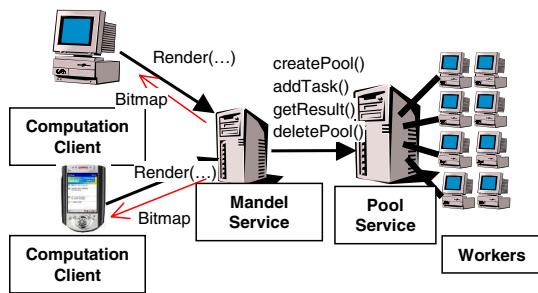 Render(…)
Bitmap
Computation
Client
Render(…)
Bitmap
Computation
Client
createPool()
addTask()
getResult()
deletePool()
Mandel
Service
Pool
Service
Workers